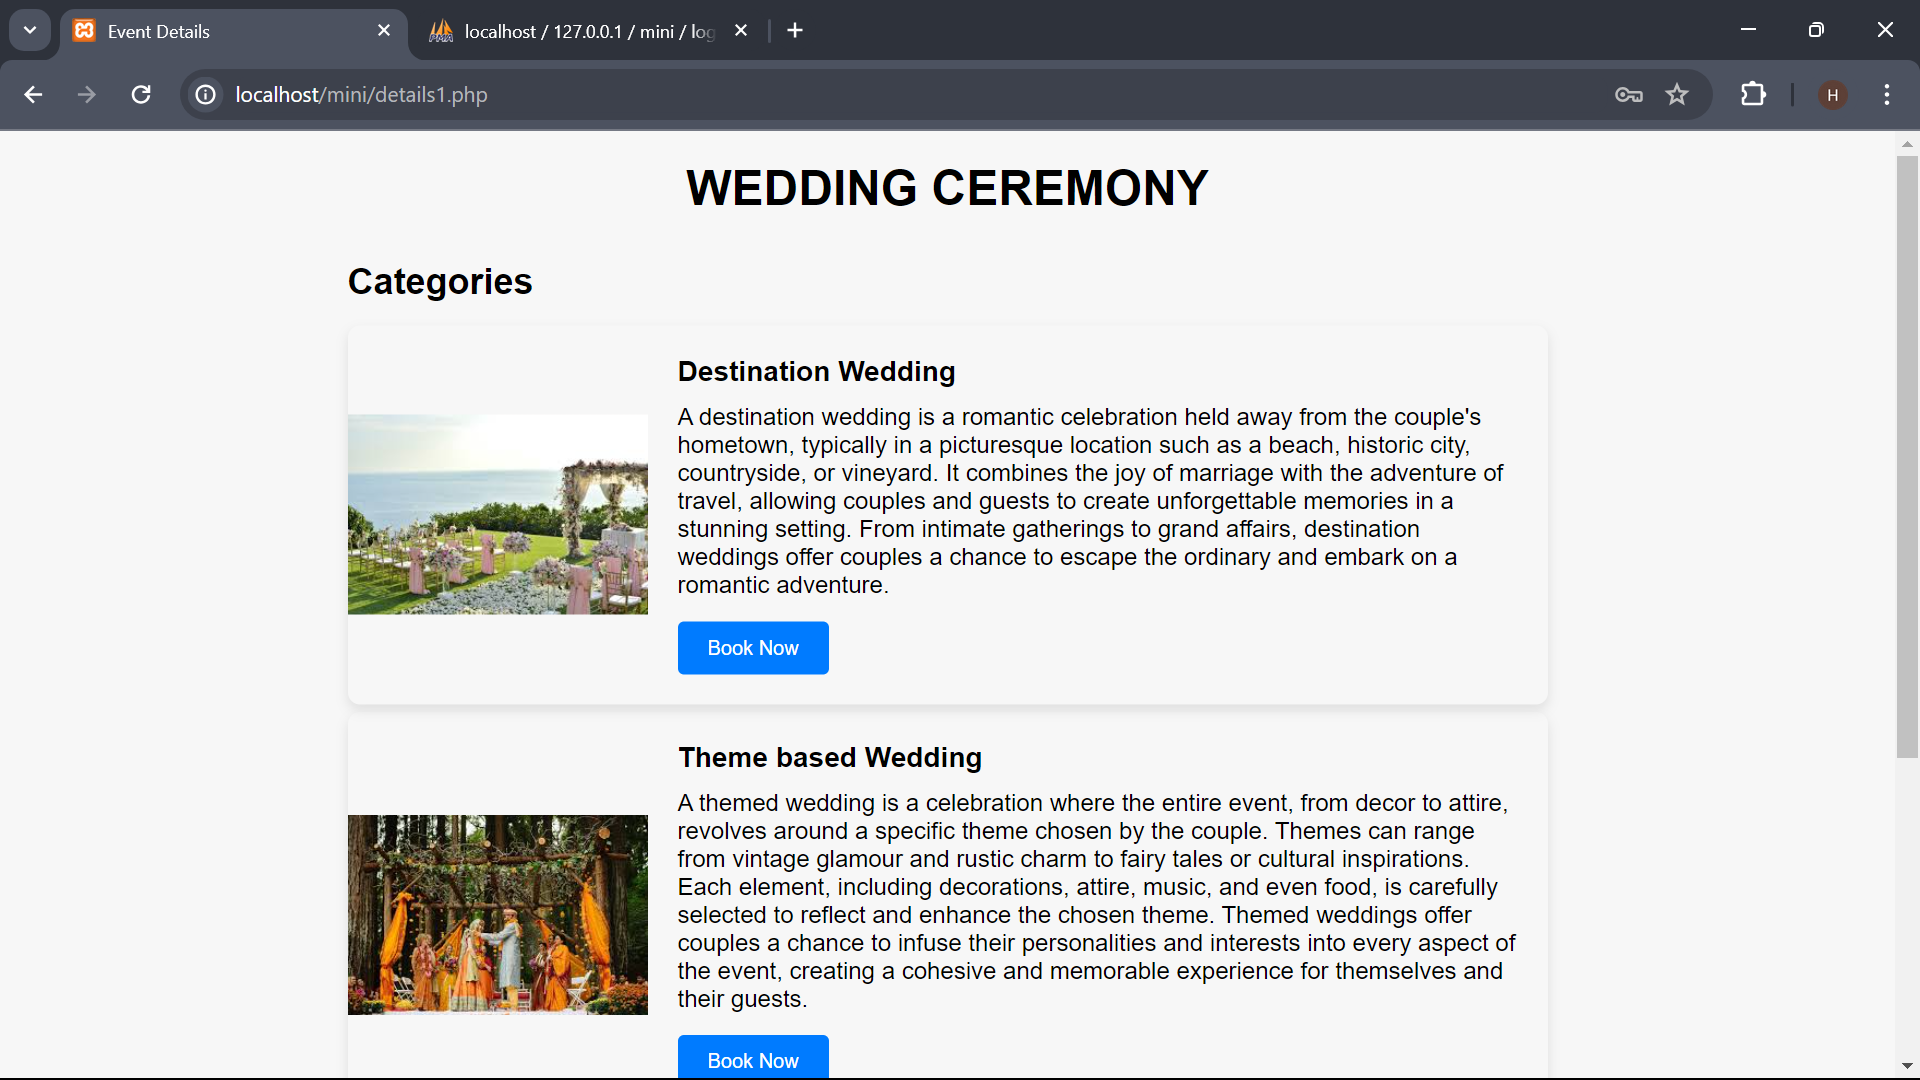 Event Details
localhost / 127.0.0.1 / mini / log
localhost/mini/details1.php
H
WEDDING CEREMONY
Categories
Destination Wedding
A destination wedding is a romantic celebration held away from the couple's
hometown, typically in a picturesque location such as a beach, historic city,
countryside, or vineyard. It combines the joy of marriage with the adventure of
travel, allowing couples and guests to create unforgettable memories in a
stunning setting. From intimate gatherings to grand affairs, destination
weddings offer couples a chance to escape the ordinary and embark on a
romantic adventure.
Book Now
Theme based Wedding
A themed wedding is a celebration where the entire event, from decor to attire,
revolves around a specific theme chosen by the couple. Themes can range
from vintage glamour and rustic charm to fairy tales or cultural inspirations.
Each element, including decorations, attire, music, and even food, is carefully
selected to reflect and enhance the chosen theme. Themed weddings offer
couples a chance to infuse their personalities and interests into every aspect of
the event, creating a cohesive and memorable experience for themselves and
their guests.
Book Now